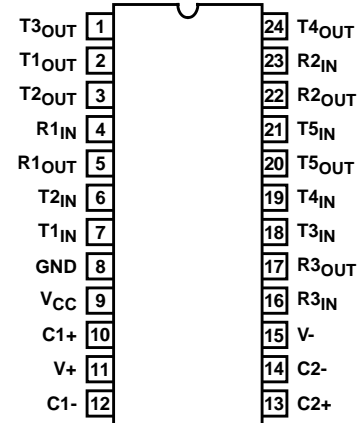 T3OUT 1 24 T4OUT
T1OUT 2 23 R2IN
T2OUT 3 22 R2OUT
R1IN 4 21 T5IN
R1OUT 5 20 T5OUT
T2IN 6 19 T4IN
T1IN 7 18 T3IN
GND 8 17 R3OUT
VCC 9 16 R3IN
C1+ 10 15 V-
V+ 11 14 C2-
C1- 12 13 C2+